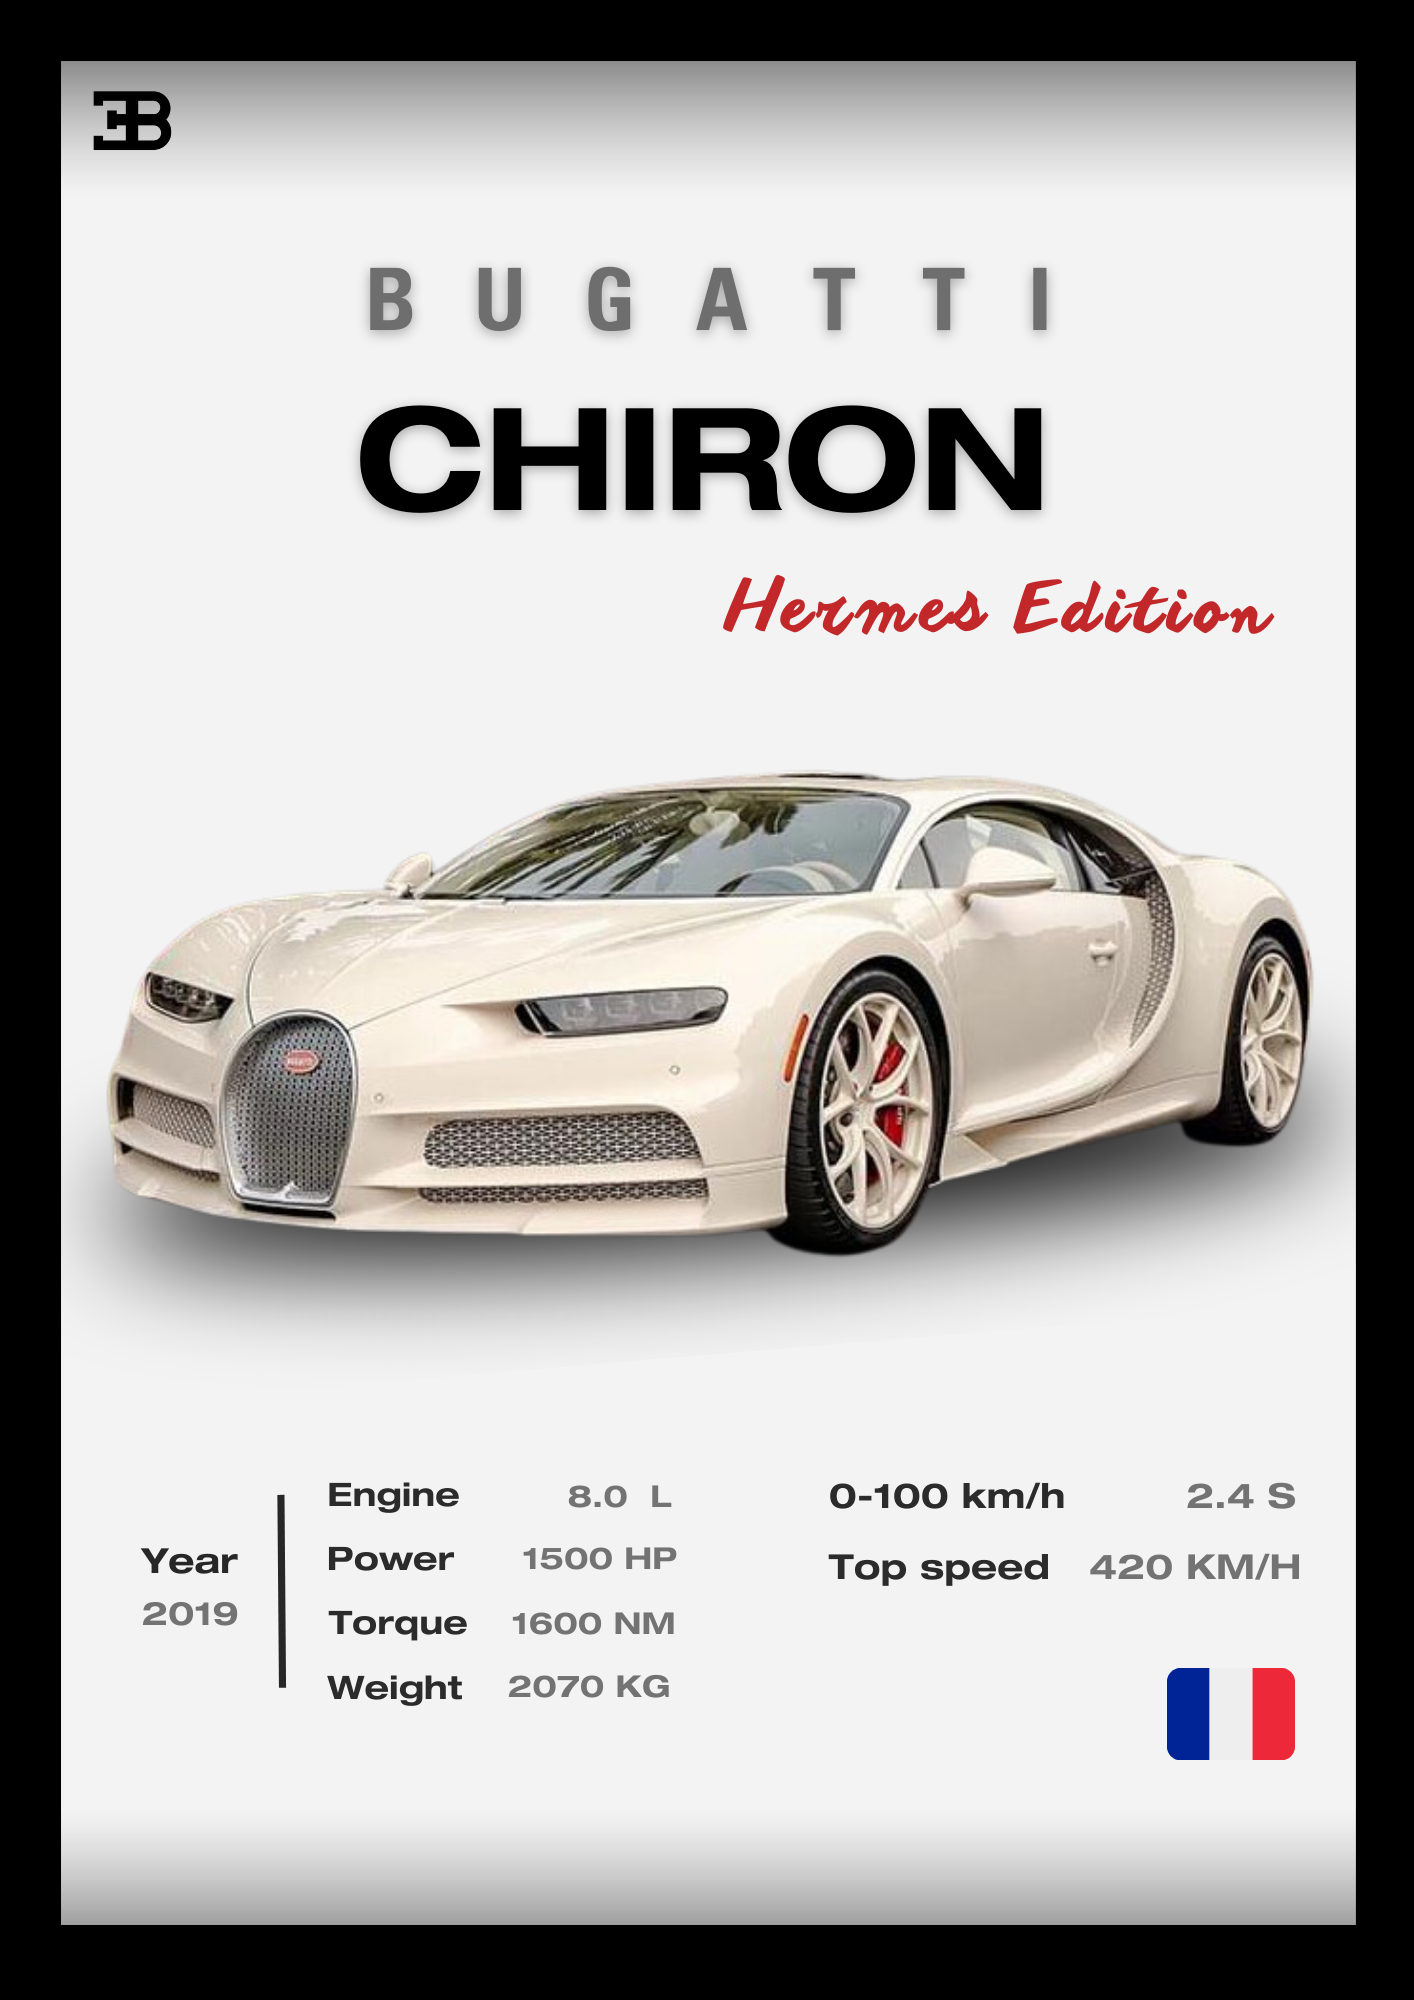 EB
BUGATTI
CHIRON
Hermes Edition
Year
2019
Engine 8.0 L
Power 1500 HP
Torque 1600 NM
Weight 2070 KG
0-100 km/h 2.4 S
Top speed 420 KM/H